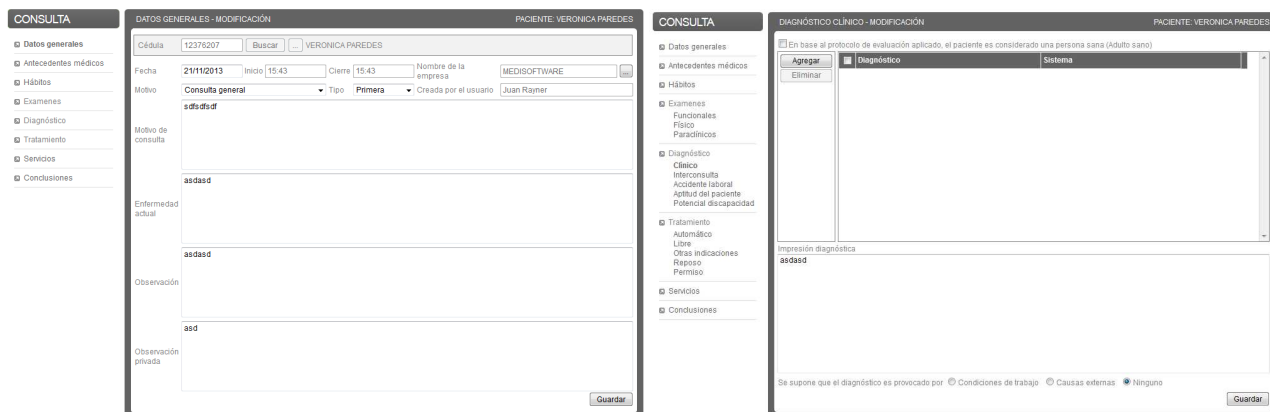 CONSULTA
Datos generales
Antecedentes médicos
Hábitos
Examenes
Diagnóstico
Tratamiento
Servicios
Conclusiones
DATOS GENERALES - MODIFICACIÓN PACIENTE: VERONICA PAREDES
Cédula 12376207 Buscar ... VERONICA PAREDES
Fecha 21/11/2013 Inicio 15:43 Cierre 15:43 Nombre de la empresa MEDISOFTWARE ...
Motivo Consulta general Tipo Primera Creada por el usuario Juan Rayner
Motivo de consulta
sdfsdfsdf
Enfermedad actual
asdasd
Observación
asdasd
Observación privada
asd
Guardar
CONSULTA
Datos generales
Antecedentes médicos
Hábitos
Examenes
Funcionales
Físico
Paraclínicos
Diagnóstico
Clínico
Interconsulta
Accidente laboral
Aptitud del paciente
Potencial discapacidad
Tratamiento
Automático
Libre
Otras indicaciones
Reposo
Permiso
Servicios
Conclusiones
DIAGNÓSTICO CLÍNICO - MODIFICACIÓN PACIENTE: VERONICA PAREDES
En base al protocolo de evaluación aplicado, el paciente es considerado una persona sana (Adulto sano)
Agregar
Eliminar
Diagnóstico Sistema
Impresión diagnóstica
asdasd
Se supone que el diagnóstico es provocado por Condiciones de trabajo Causas externas Ninguno
Guardar